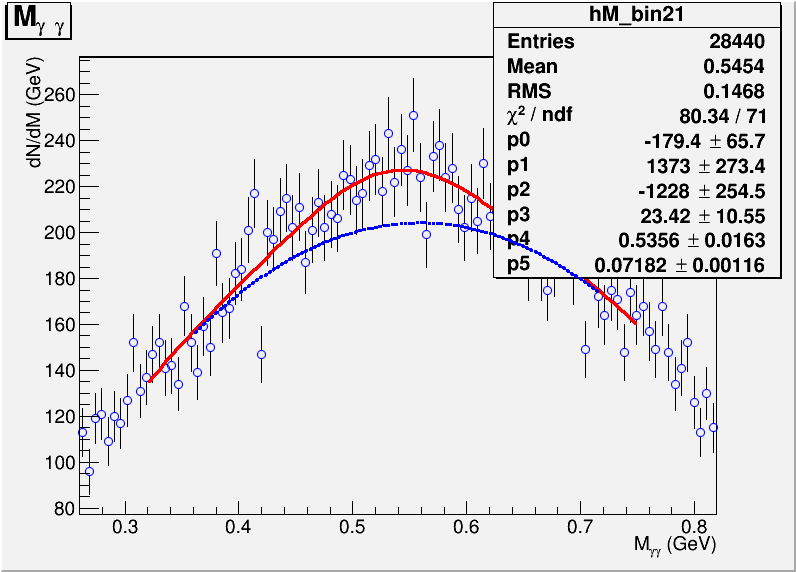 M γ γ
hM_bin21
Entries 28440
Mean 0.5454
RMS 0.1468
χ² / ndf 80.34 / 71
p0 -179.4 ± 65.7
p1 1373 ± 273.4
p2 -1228 ± 254.5
p3 23.42 ± 10.55
p4 0.5356 ± 0.0163
p5 0.07182 ± 0.00116
dN/dM (GeV)
260
240
220
200
180
160
140
120
100
80
0.3 0.4 0.5 0.6 0.7 0.8
Mγγ (GeV)